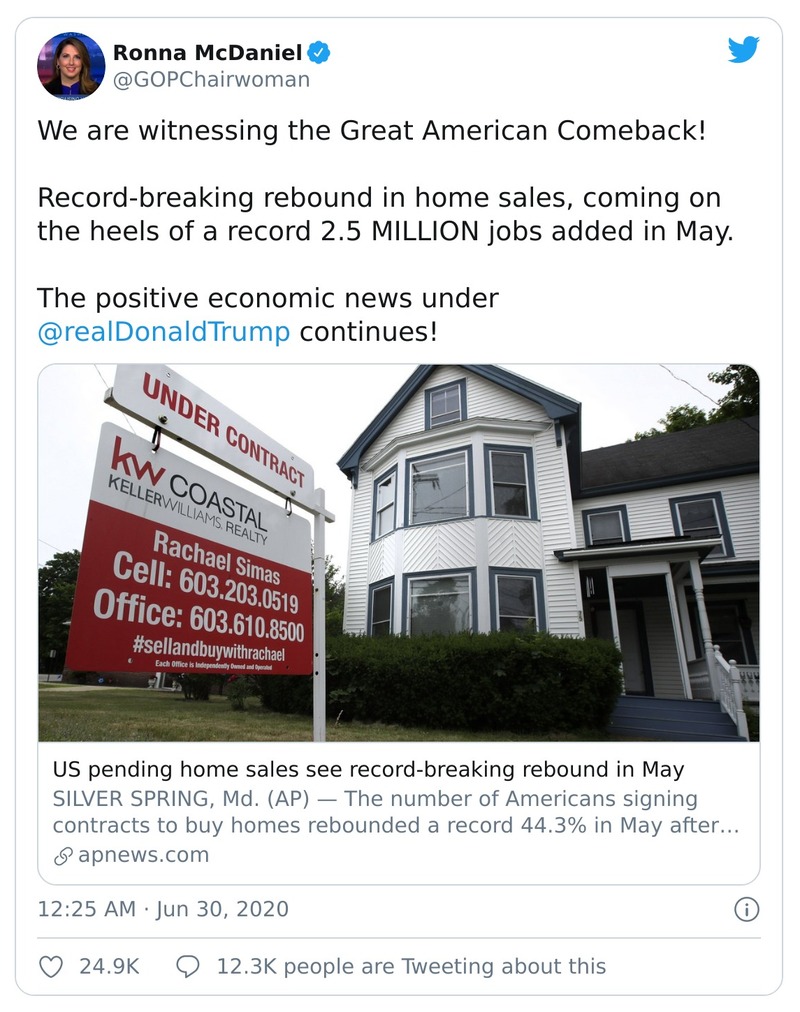 Ronna McDaniel
@GOPChairwoman
We are witnessing the Great American Comeback!
Record-breaking rebound in home sales, coming on
the heels of a record 2.5 MILLION jobs added in May.
The positive economic news under
@realDonaldTrump continues!
UNDER CONTRACT
kw COASTAL
KELLERWILLIAMS. REALTY
Rachael Simas
Cell: 603.203.0519
Office: 603.610.8500
#sellandbuywithrachael
Each Office is Independently Owned and Operated
US pending home sales see record-breaking rebound in May
SILVER SPRING, Md. (AP) — The number of Americans signing
contracts to buy homes rebounded a record 44.3% in May after…
apnews.com
12:25 AM · Jun 30, 2020
24.9K 12.3K people are Tweeting about this